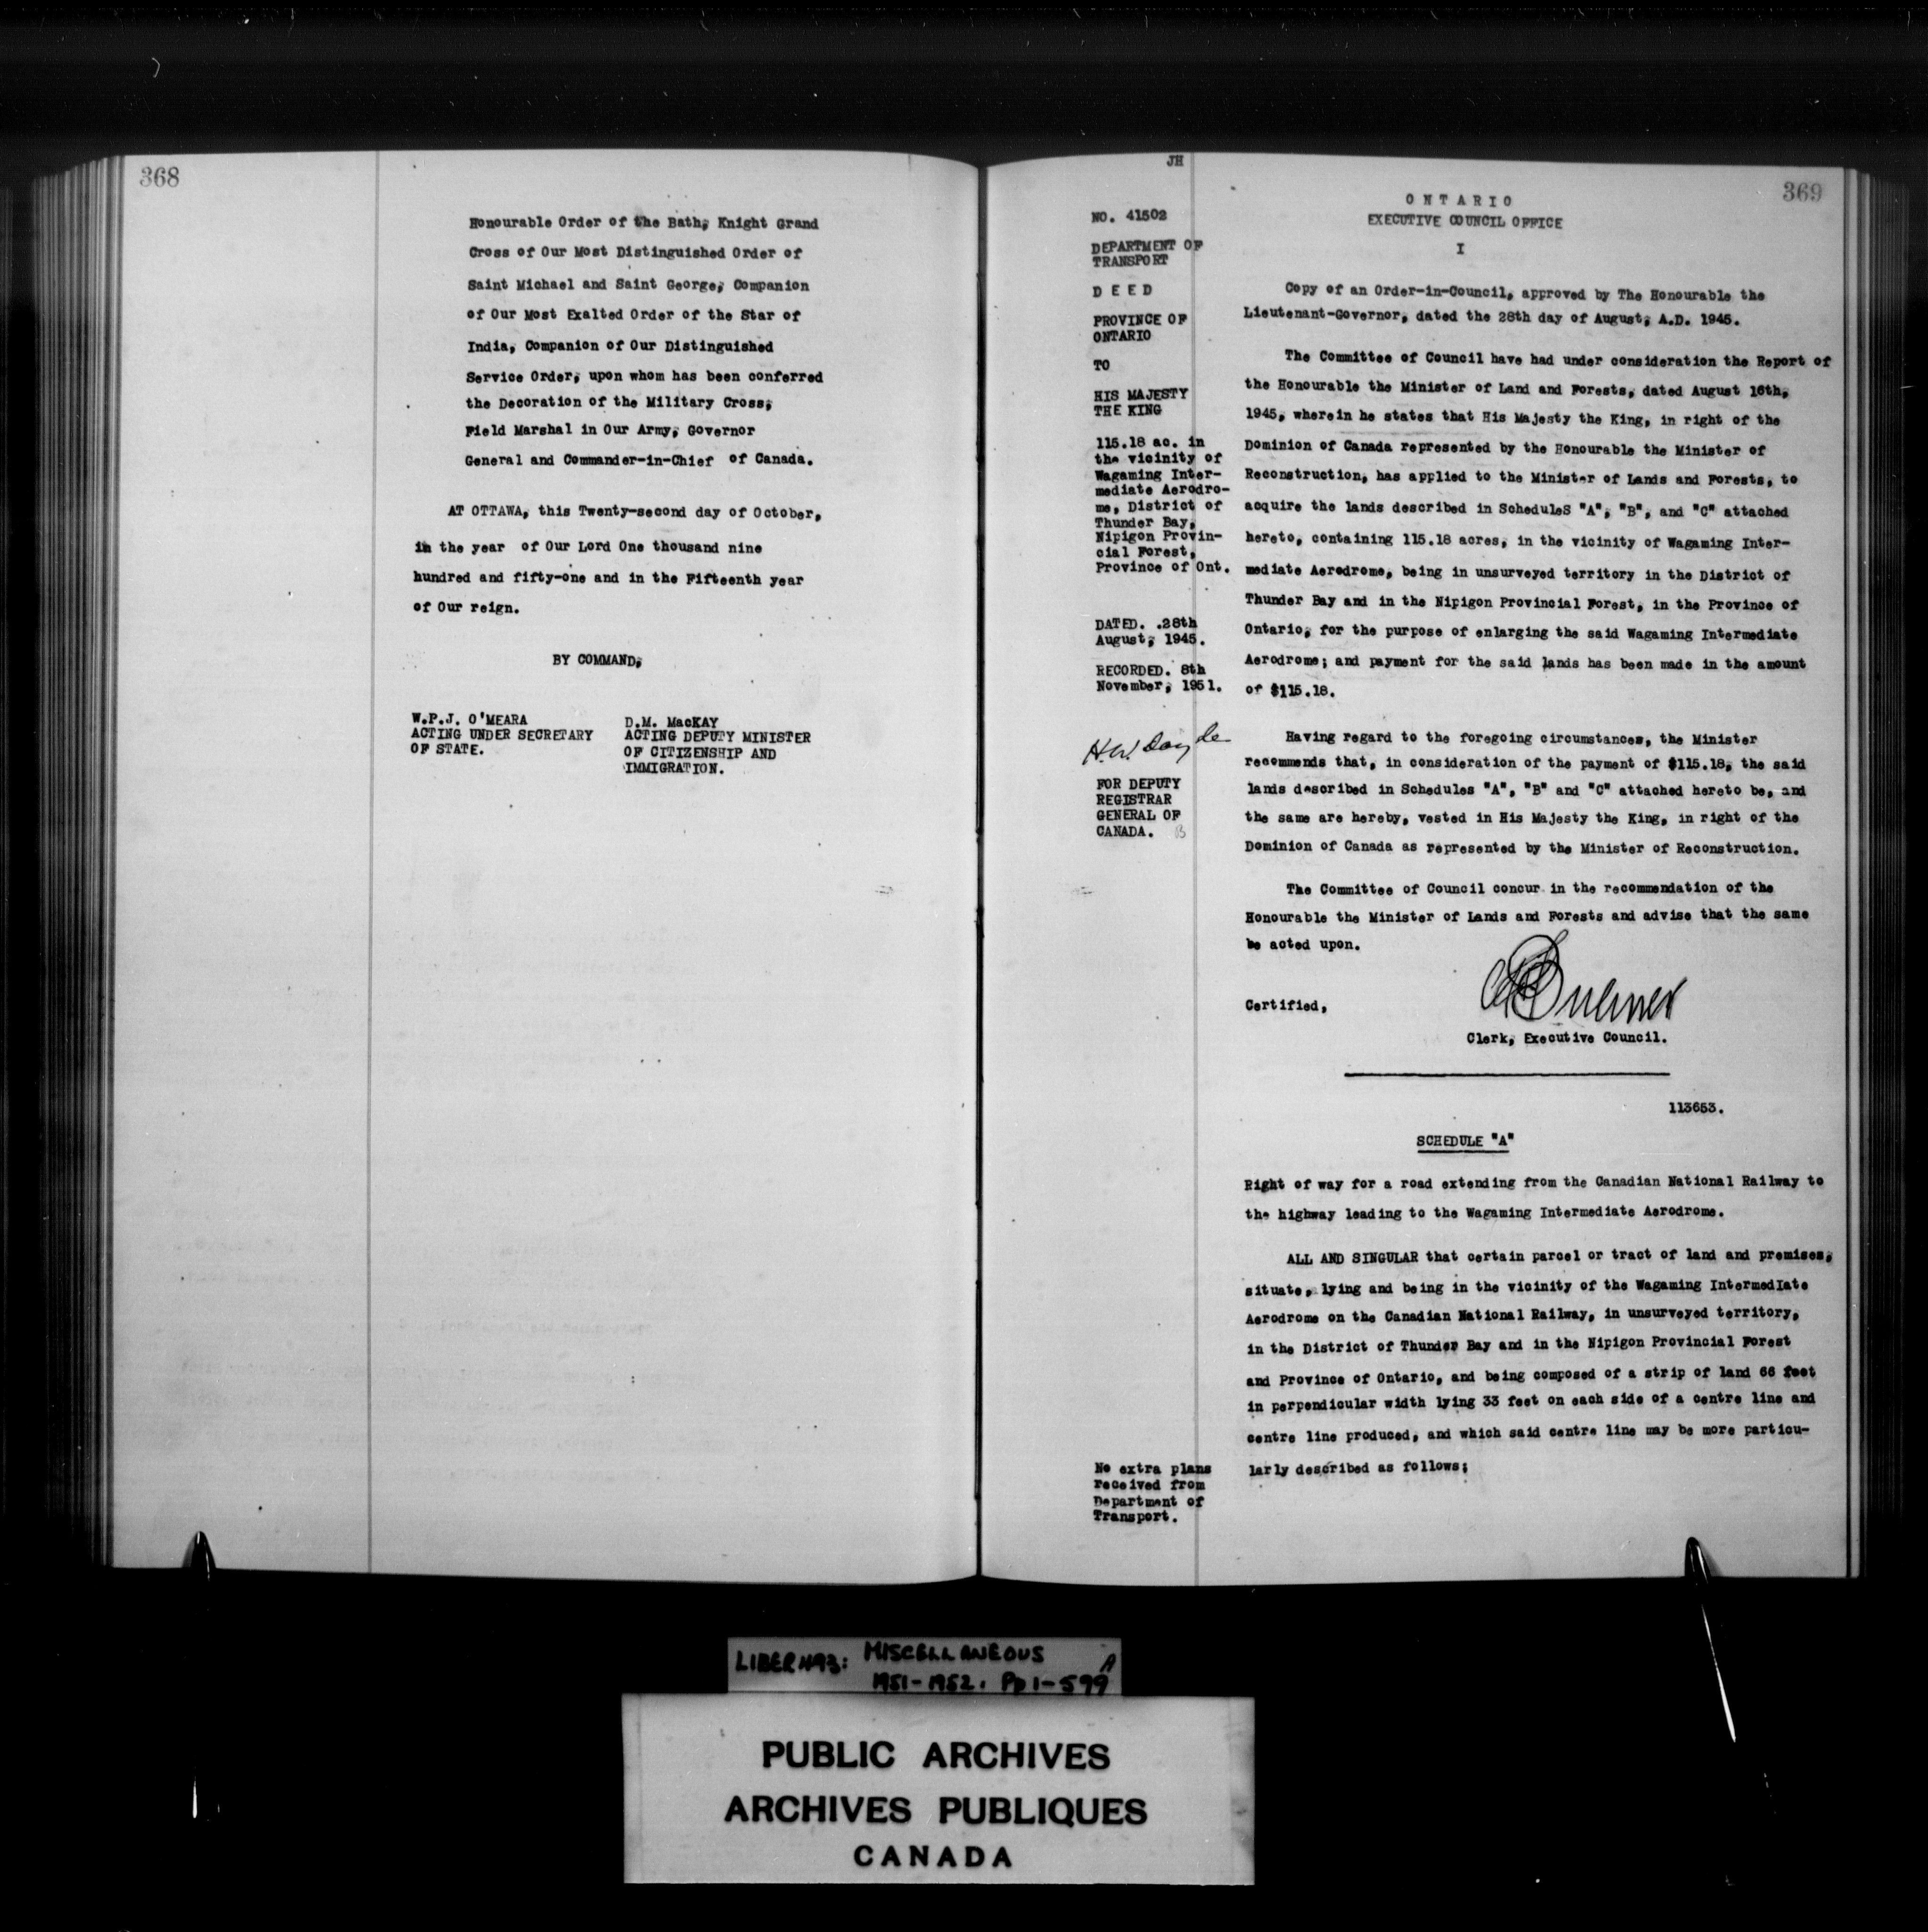 368
Honourable Order of the Bath, Knight Grand
Cross of Our Most Distinguished Order of
Saint Michael and Saint George, Companion
of Our Most Exalted Order of the Star of
India, Companion of Our Distinguished
Service Order, upon whom has been conferred
the Decoration of the Military Cross,
Field Marshal in Our Army, Governor
General and Commander-in-Chief of Canada.
AT OTTAWA, this Twenty-second day of October,
in the year of Our Lord One thousand nine
hundred and fifty-one and in the Fifteenth year
of Our reign.
BY COMMAND,
W.P.J. O'MEARA
ACTING UNDER SECRETARY
OF STATE.
D.M. MacKAY
ACTING DEPUTY MINISTER
OF CITIZENSHIP AND
IMMIGRATION.
JH
369
NO. 41502
DEPARTMENT OF
TRANSPORT
D E E D
PROVINCE OF
ONTARIO
TO
HIS MAJESTY
THE KING
115.18 ac. in
the vicinity of
Wagaming Inter-
mediate Aerodro-
me, District of
Thunder Bay,
Nipigon Provin-
cial Forest,
Province of Ont.
DATED. .28th
August, 1945.
RECORDED. 8th
November, 1951.
H.W.
FOR DEPUTY
REGISTRAR
GENERAL OF
CANADA. B
No extra plans
received from
Department of
Transport.
O N T A R I O
EXECUTIVE COUNCIL OFFICE
I
Copy of an Order-in-Council, approved by The Honourable the
Lieutenant-Governor, dated the 28th day of August, A.D. 1945.
The Committee of Council have had under consideration the Report of
the Honourable the Minister of Land and Forests, dated August 16th,
1945, wherein he states that His Majesty the King, in right of the
Dominion of Canada represented by the Honourable the Minister of
Reconstruction, has applied to the Minister of Lands and Forests, to
acquire the lands described in ScheduleS "A", "B", and "C" attached
hereto, containing 115.18 acres, in the vicinity of Wagaming Inter-
mediate Aerodrome, being in unsurveyed territory in the District of
Thunder Bay and in the Nipigon Provincial Forest, in the Province of
Ontario, for the purpose of enlarging the said Wagaming Intermediate
Aerodrome; and payment for the said lands has been made in the amount
of $115.18.
Having regard to the foregoing circumstances, the Minister
recommends that, in consideration of the payment of $115.18, the said
lands described in Schedules "A", "B" and "C" attached hereto be, and
the same are hereby, vested in His Majesty the King, in right of the
Dominion of Canada as represented by the Minister of Reconstruction.
The Committee of Council concur in the recommendation of the
Honourable the Minister of Lands and Forests and advise that the same
be acted upon.
Certified,
Clerk, Executive Council.
113653.
SCHEDULE "A"
Right of way for a road extending from the Canadian National Railway to
the highway leading to the Wagaming Intermediate Aerodrome.
ALL AND SINGULAR that certain parcel or tract of land and premises,
situate, lying and being in the vicinity of the Wagaming IntermedIate
Aerodrome on the Canadian National Railway, in unsurveyed territory,
in the District of Thunder Bay and in the Nipigon Provincial Forest
and Province of Ontario, and being composed of a strip of land 66 feet
in perpendicular width lying 33 feet on each side of a centre line and
centre line produced, and which said centre line may be more particu-
larly described as follows;
LIBER 493: MISCELLANEOUS A
1951-1952. Pp 1-599
PUBLIC ARCHIVES
ARCHIVES PUBLIQUES
CANADA